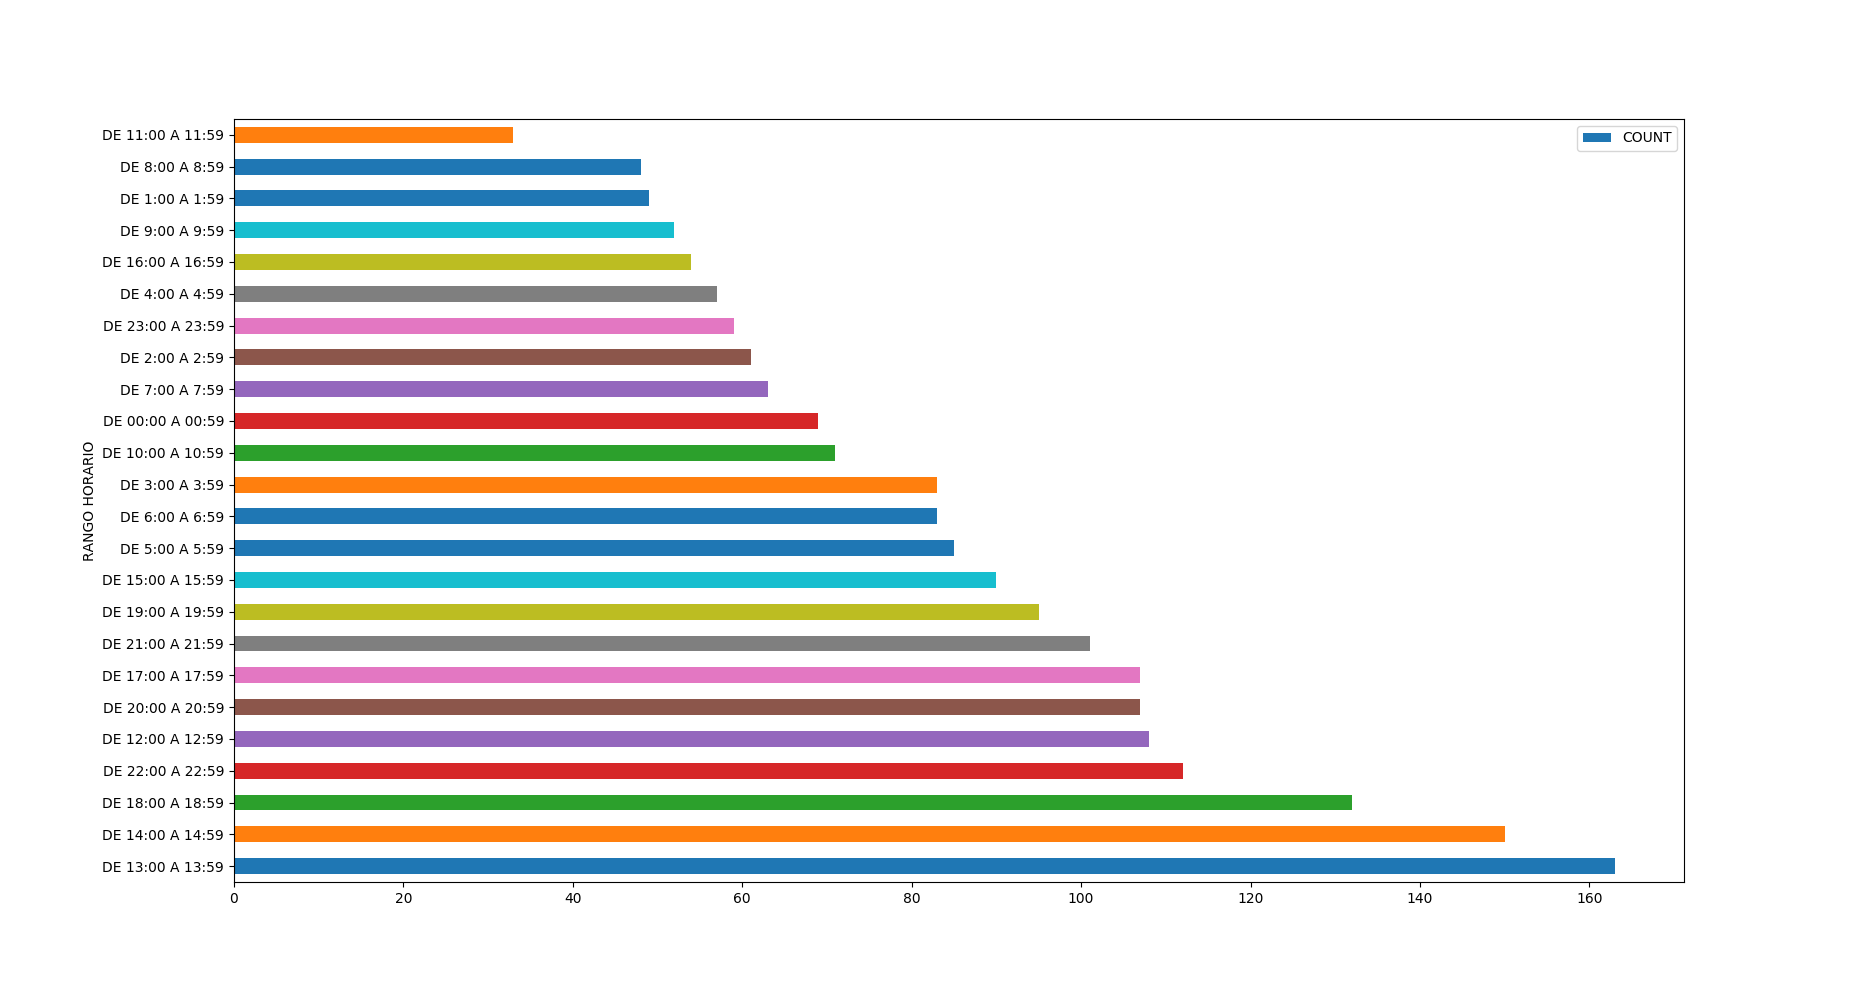 COUNT
DE 11:00 A 11:59
DE 8:00 A 8:59
DE 1:00 A 1:59
DE 9:00 A 9:59
DE 16:00 A 16:59
DE 4:00 A 4:59
DE 23:00 A 23:59
DE 2:00 A 2:59
DE 7:00 A 7:59
DE 00:00 A 00:59
DE 10:00 A 10:59
DE 3:00 A 3:59
DE 6:00 A 6:59
DE 5:00 A 5:59
DE 15:00 A 15:59
DE 19:00 A 19:59
DE 21:00 A 21:59
DE 17:00 A 17:59
DE 20:00 A 20:59
DE 12:00 A 12:59
DE 22:00 A 22:59
DE 18:00 A 18:59
DE 14:00 A 14:59
DE 13:00 A 13:59
RANGO HORARIO
0 20 40 60 80 100 120 140 160